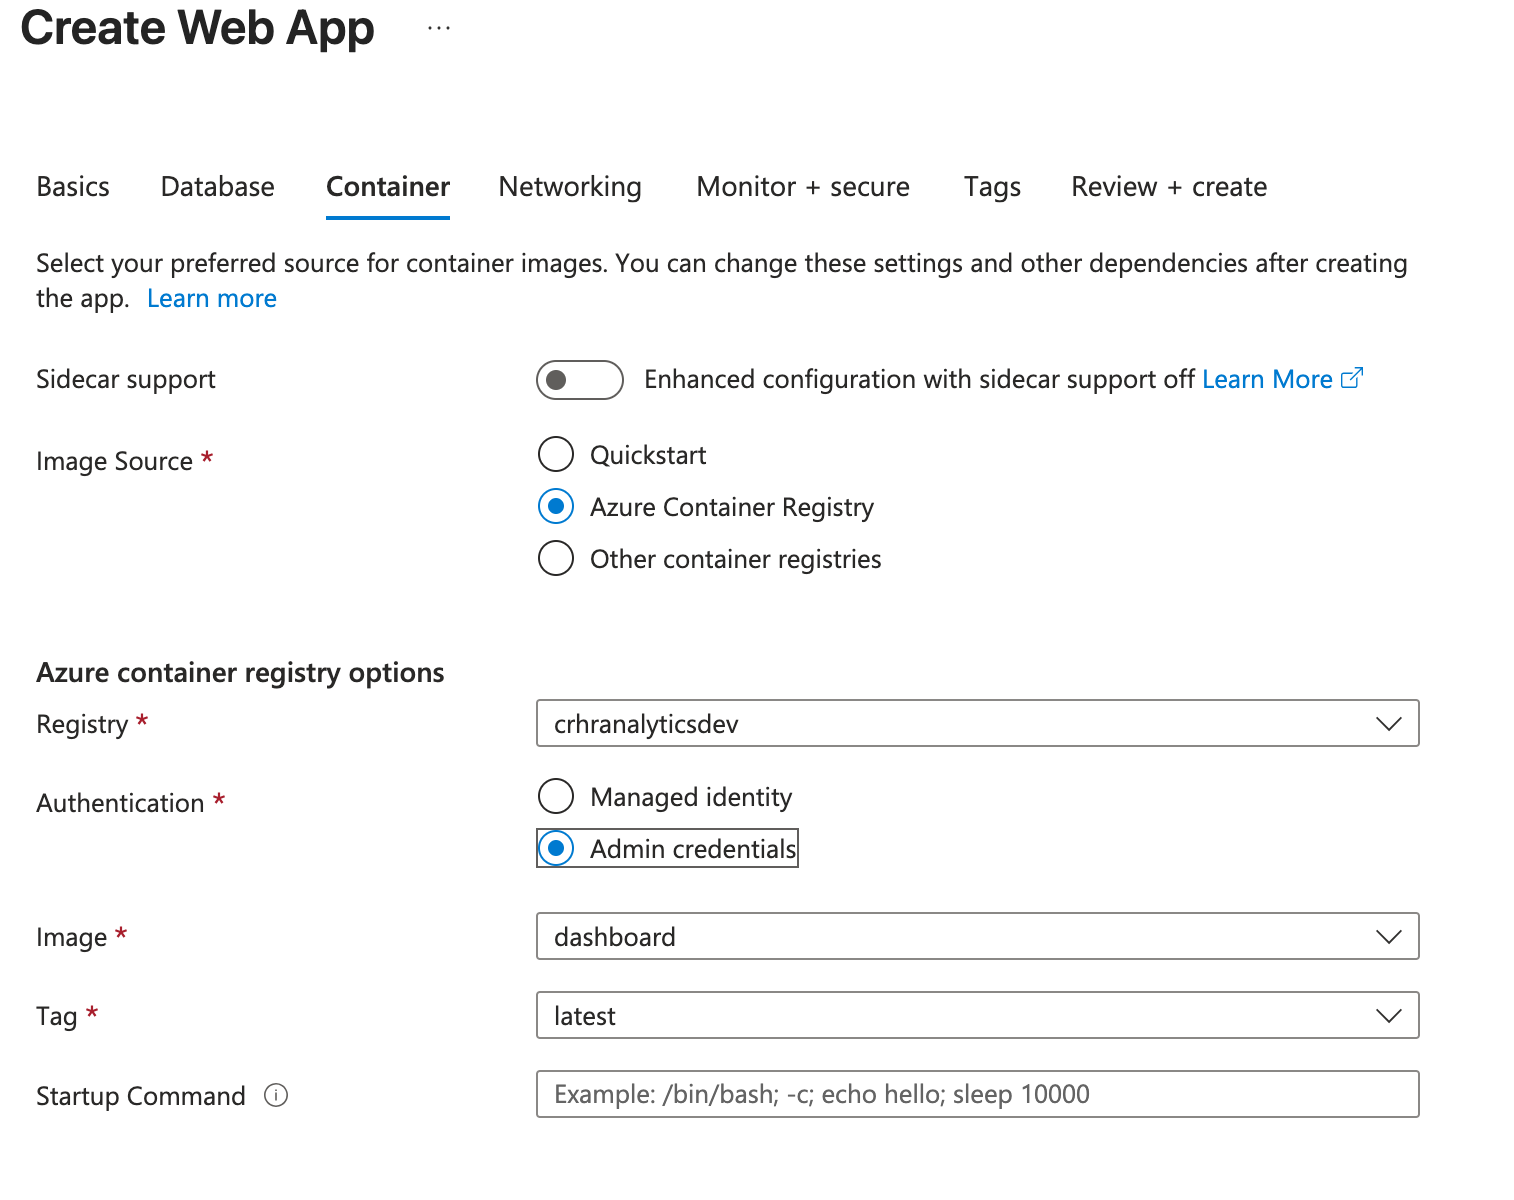 Create Web App ...
Basics Database Container Networking Monitor + secure Tags Review + create
Select your preferred source for container images. You can change these settings and other dependencies after creating
the app. Learn more
Sidecar support Enhanced configuration with sidecar support off Learn More
Image Source * Quickstart
Azure Container Registry
Other container registries
Azure container registry options
Registry * crhranalyticsdev
Authentication * Managed identity
Admin credentials
Image * dashboard
Tag * latest
Startup Command Example: /bin/bash; -c; echo hello; sleep 10000